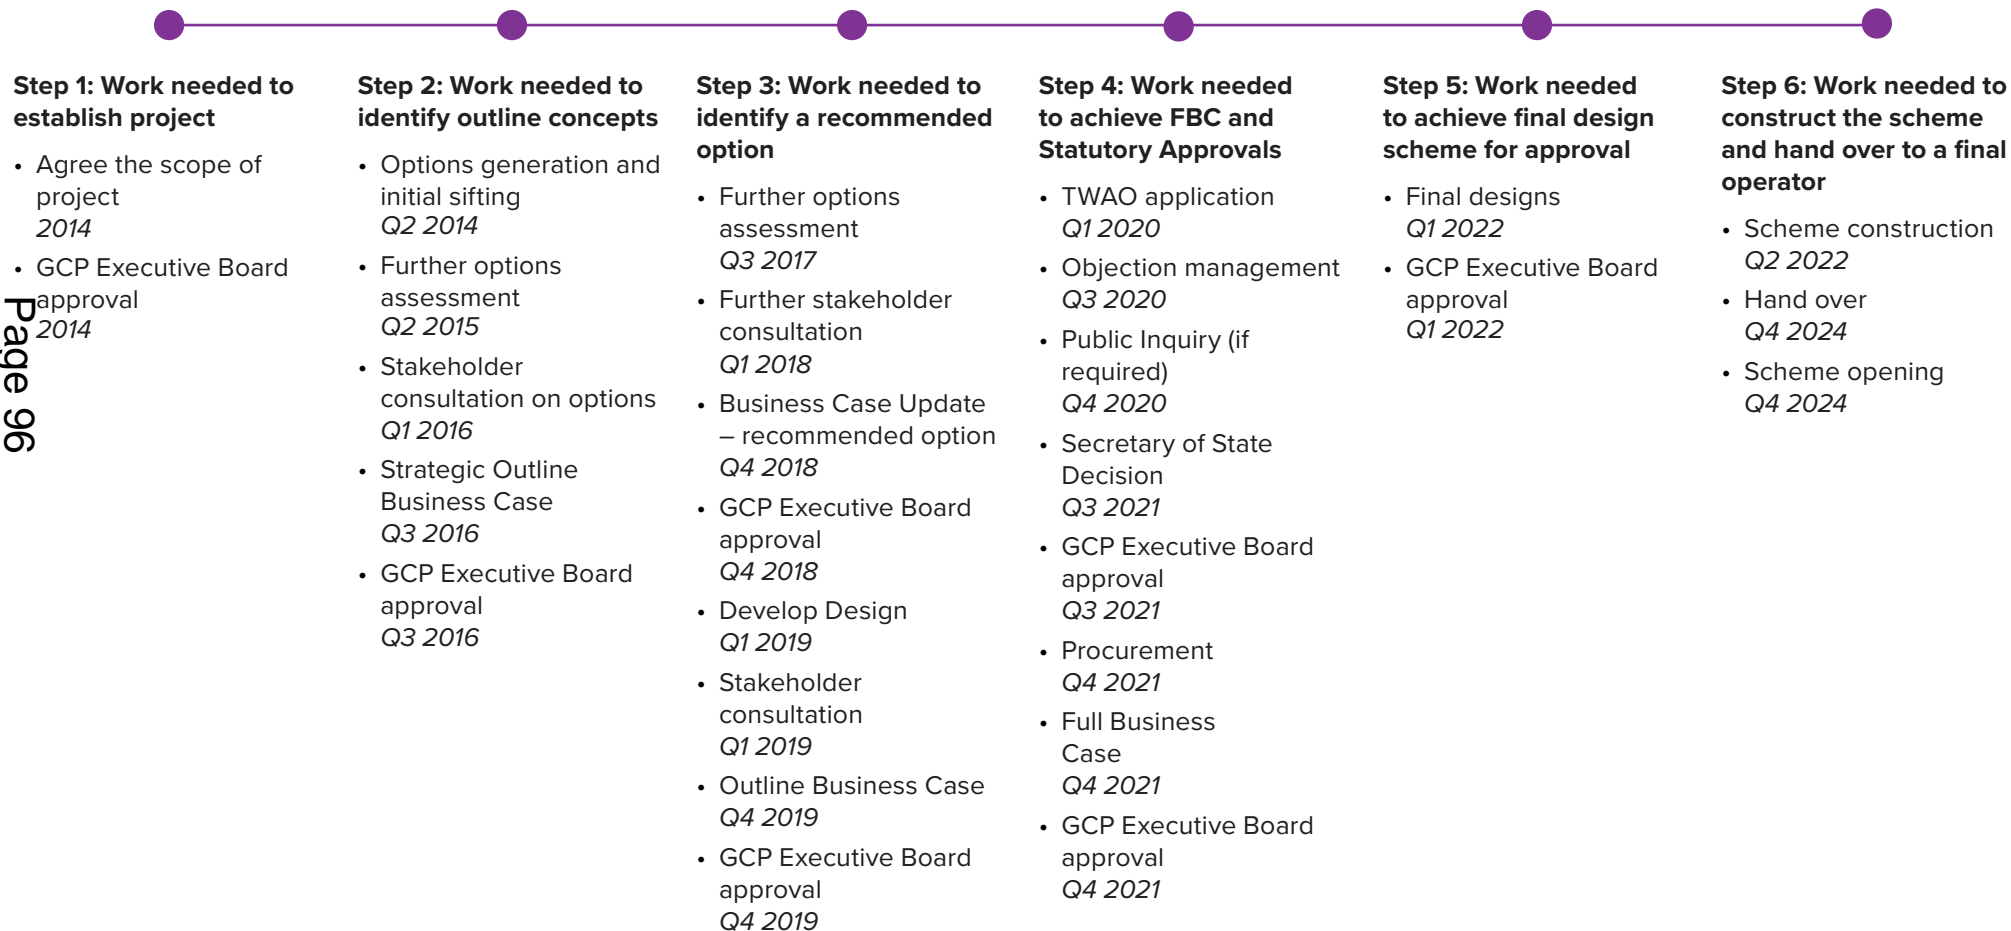 Step 1: Work needed to
establish project
• Agree the scope of
project
2014
• GCP Executive Board
approval
2014
Step 2: Work needed to
identify outline concepts
• Options generation and
initial sifting
Q2 2014
• Further options
assessment
Q2 2015
• Stakeholder
consultation on options
Q1 2016
• Strategic Outline
Business Case
Q3 2016
• GCP Executive Board
approval
Q3 2016
Step 3: Work needed to
identify a recommended
option
• Further options
assessment
Q3 2017
• Further stakeholder
consultation
Q1 2018
• Business Case Update
– recommended option
Q4 2018
• GCP Executive Board
approval
Q4 2018
• Develop Design
Q1 2019
• Stakeholder
consultation
Q1 2019
• Outline Business Case
Q4 2019
• GCP Executive Board
approval
Q4 2019
Step 4: Work needed
to achieve FBC and
Statutory Approvals
• TWAO application
Q1 2020
• Objection management
Q3 2020
• Public Inquiry (if
required)
Q4 2020
• Secretary of State
Decision
Q3 2021
• GCP Executive Board
approval
Q3 2021
• Procurement
Q4 2021
• Full Business
Case
Q4 2021
• GCP Executive Board
approval
Q4 2021
Step 5: Work needed
to achieve final design
scheme for approval
• Final designs
Q1 2022
• GCP Executive Board
approval
Q1 2022
Step 6: Work needed to
construct the scheme
and hand over to a final
operator
• Scheme construction
Q2 2022
• Hand over
Q4 2024
• Scheme opening
Q4 2024
Page 96